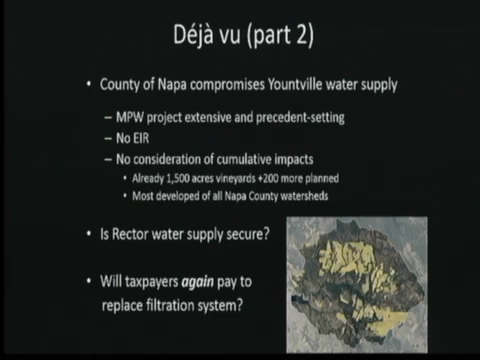 Déjà vu (part 2)
• County of Napa compromises Yountville water supply
– MPW project extensive and precedent-setting
– No EIR
– No consideration of cumulative impacts
• Already 1,500 acres vineyards +200 more planned
• Most developed of all Napa County watersheds
• Is Rector water supply secure?
• Will taxpayers again pay to
replace filtration system?